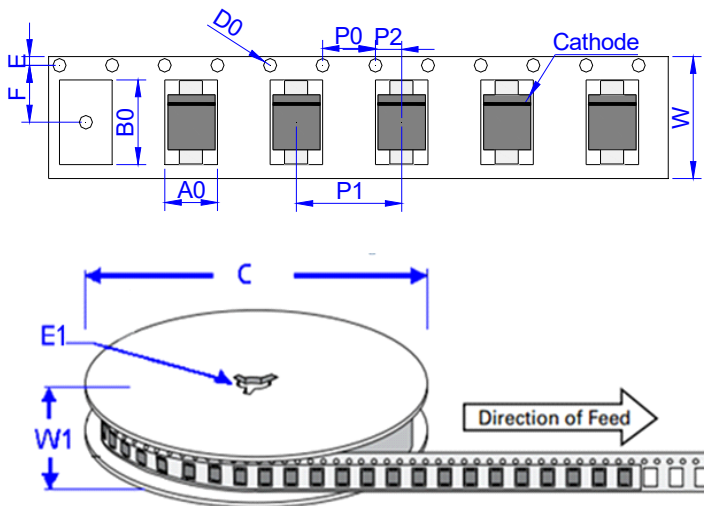 D0
P0
P2
Cathode
E
F
B0
W
A0
P1
C
E1
W1
Direction of Feed